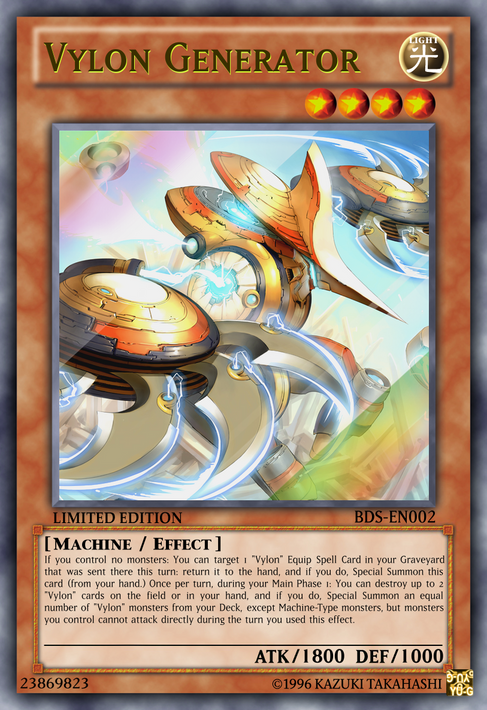 VYLON GENERATOR
LIGHT
光
LIMITED EDITION
BDS-EN002
[ MACHINE / EFFECT ]
If you control no monsters: You can target 1 "Vylon" Equip Spell Card in your Graveyard
that was sent there this turn: return it to the hand, and if you do, Special Summon this
card (from your hand.) Once per turn, during your Main Phase 1: You can destroy up to 2
"Vylon" cards on the field or in your hand, and if you do, Special Summon an equal
number of "Vylon" monsters from your Deck, except Machine-Type monsters, but monsters
you control cannot attack directly during the turn you used this effect.
ATK/1800 DEF/1000
23869823
©1996 KAZUKI TAKAHASHI